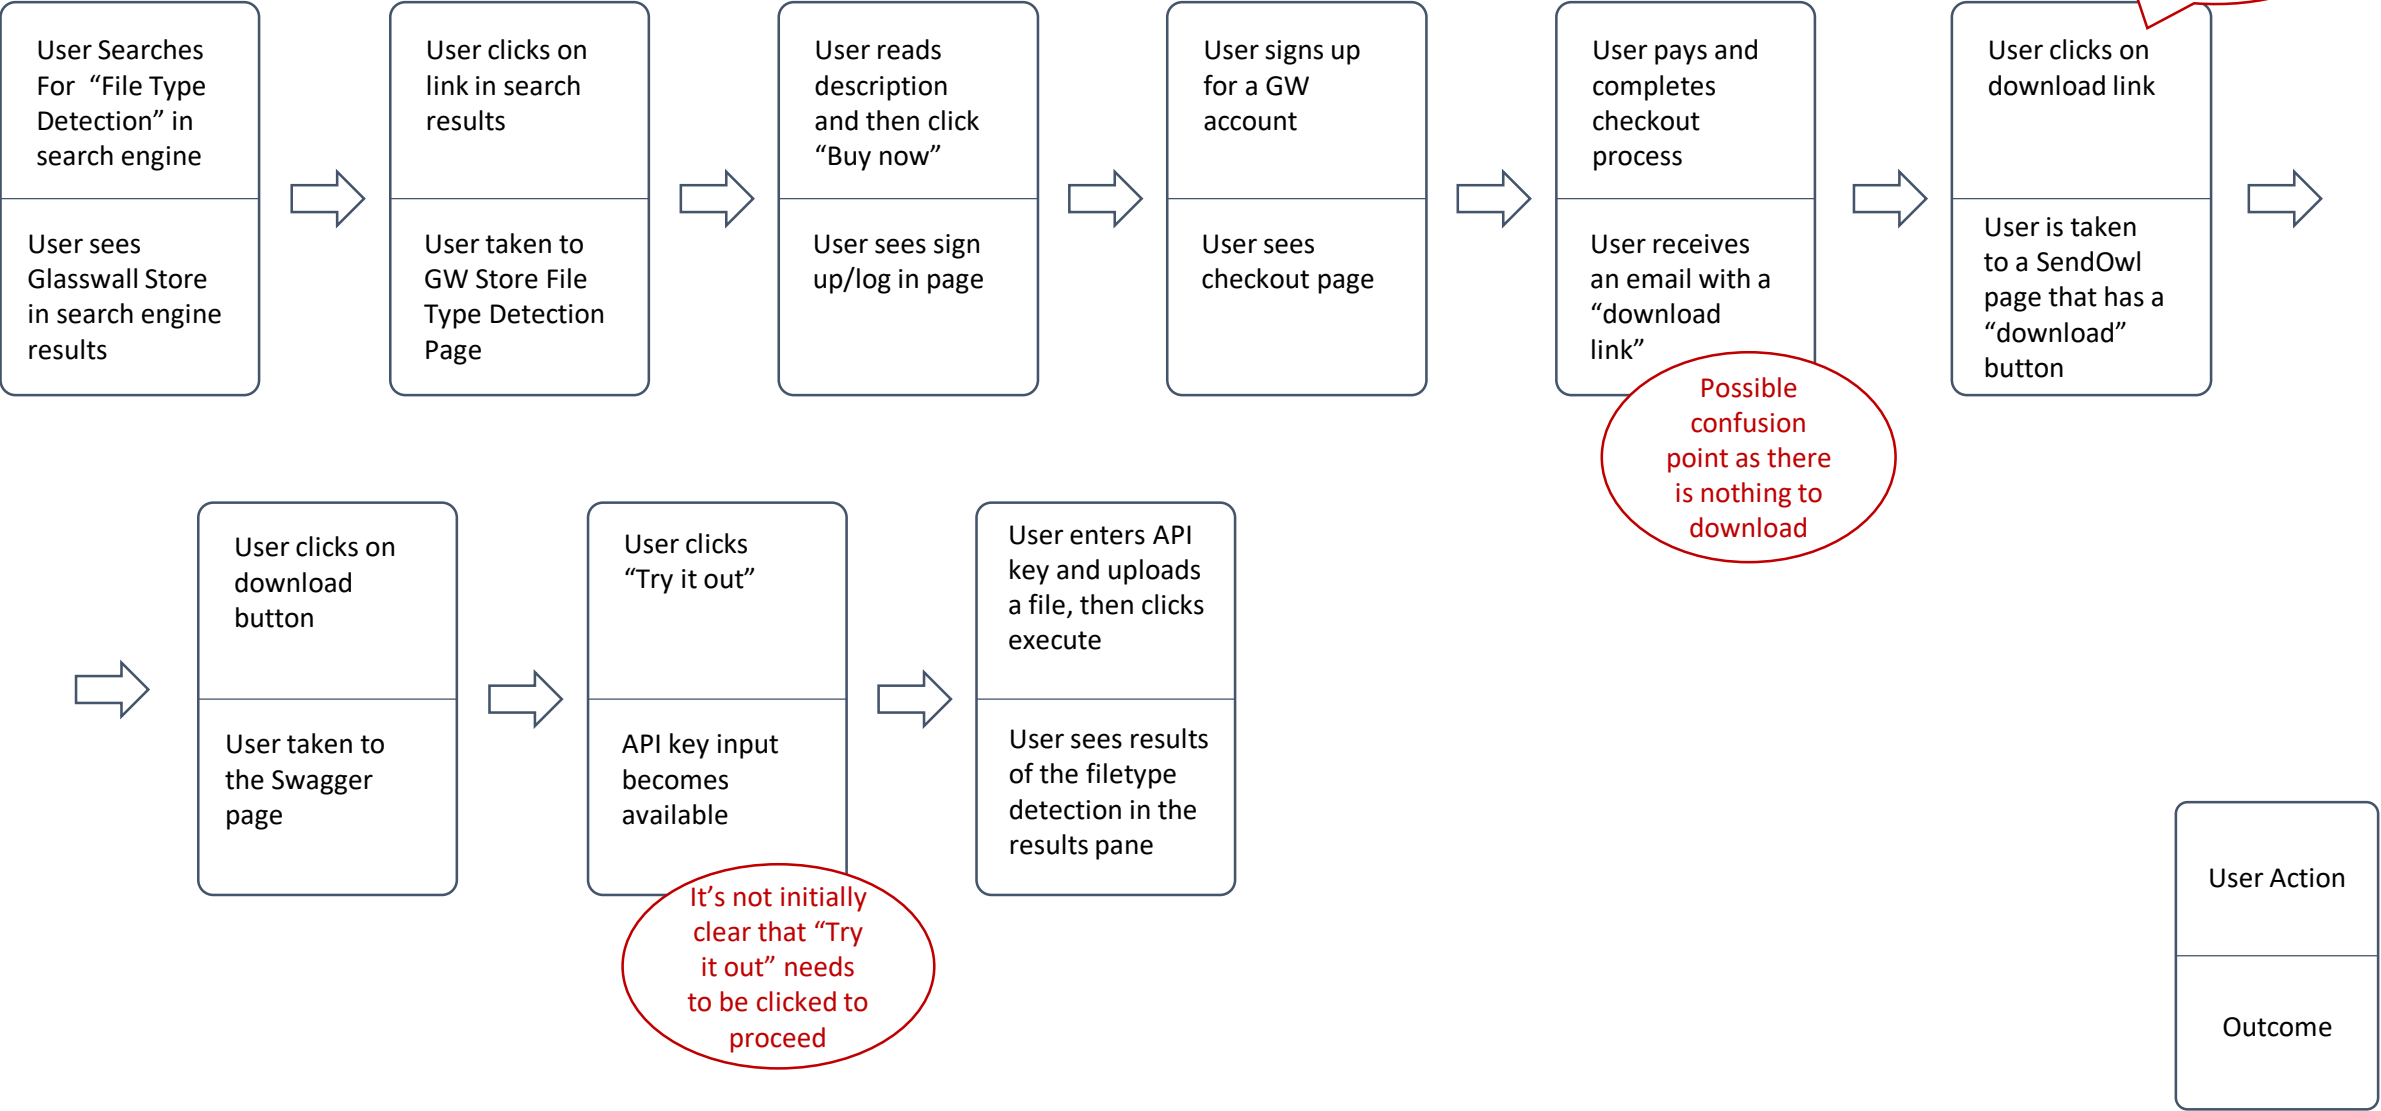 User Searches
For “File Type
Detection” in
search engine
User sees
Glasswall Store
in search engine
results
User clicks on
link in search
results
User taken to
GW Store File
Type Detection
Page
User reads
description
and then click
“Buy now”
User sees sign
up/log in page
User signs up
for a GW
account
User sees
checkout page
User pays and
completes
checkout
process
User receives
an email with a
“download
link”
Possible
confusion
point as there
is nothing to
download
User clicks on
download link
User is taken
to a SendOwl
page that has a
“download”
button
User clicks on
download
button
User taken to
the Swagger
page
User clicks
“Try it out”
API key input
becomes
available
It’s not initially
clear that “Try
it out” needs
to be clicked to
proceed
User enters API
key and uploads
a file, then clicks
execute
User sees results
of the filetype
detection in the
results pane
User Action
Outcome